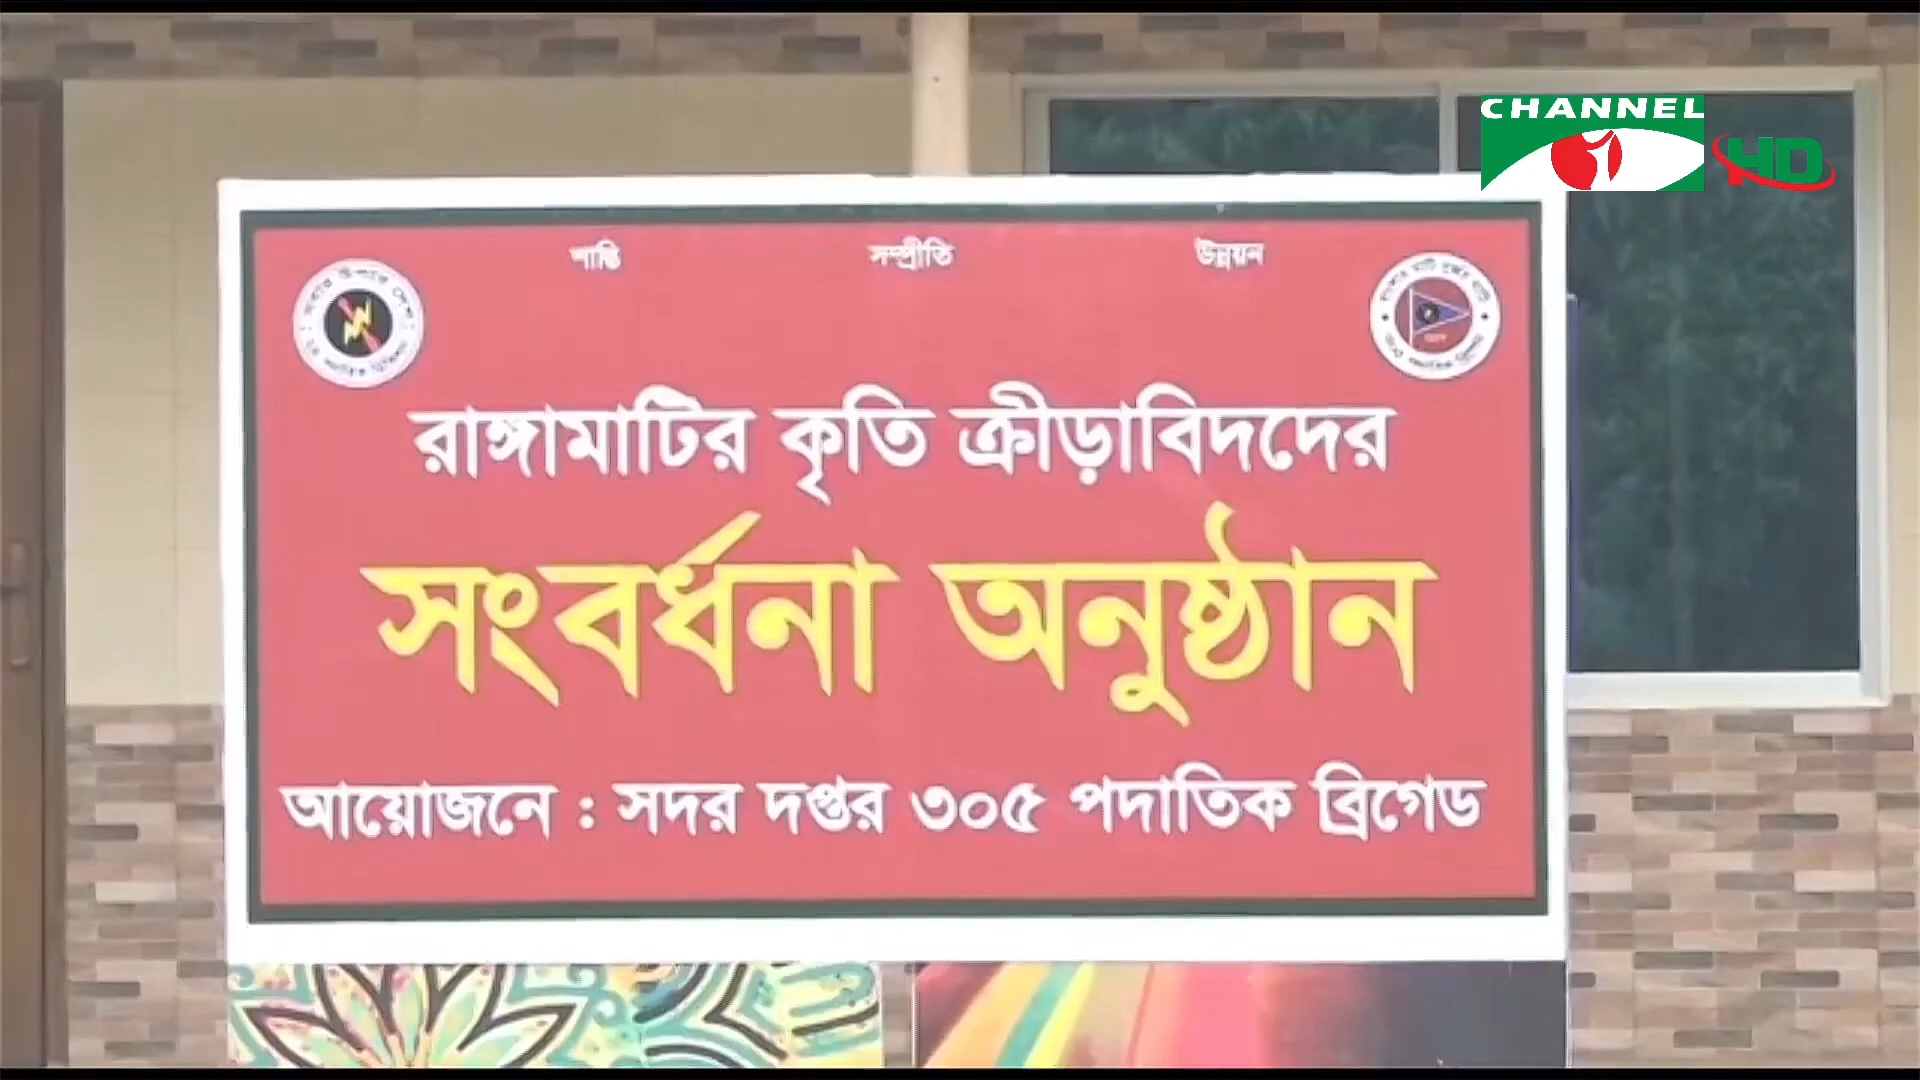 CHANNEL
i HD
শান্তি সম্প্রীতি উন্নয়ন
রাঙ্গামাটির কৃতি ক্রীড়াবিদদের
সংবর্ধনা অনুষ্ঠান
আয়োজনে : সদর দপ্তর ৩০৫ পদাতিক ব্রিগেড